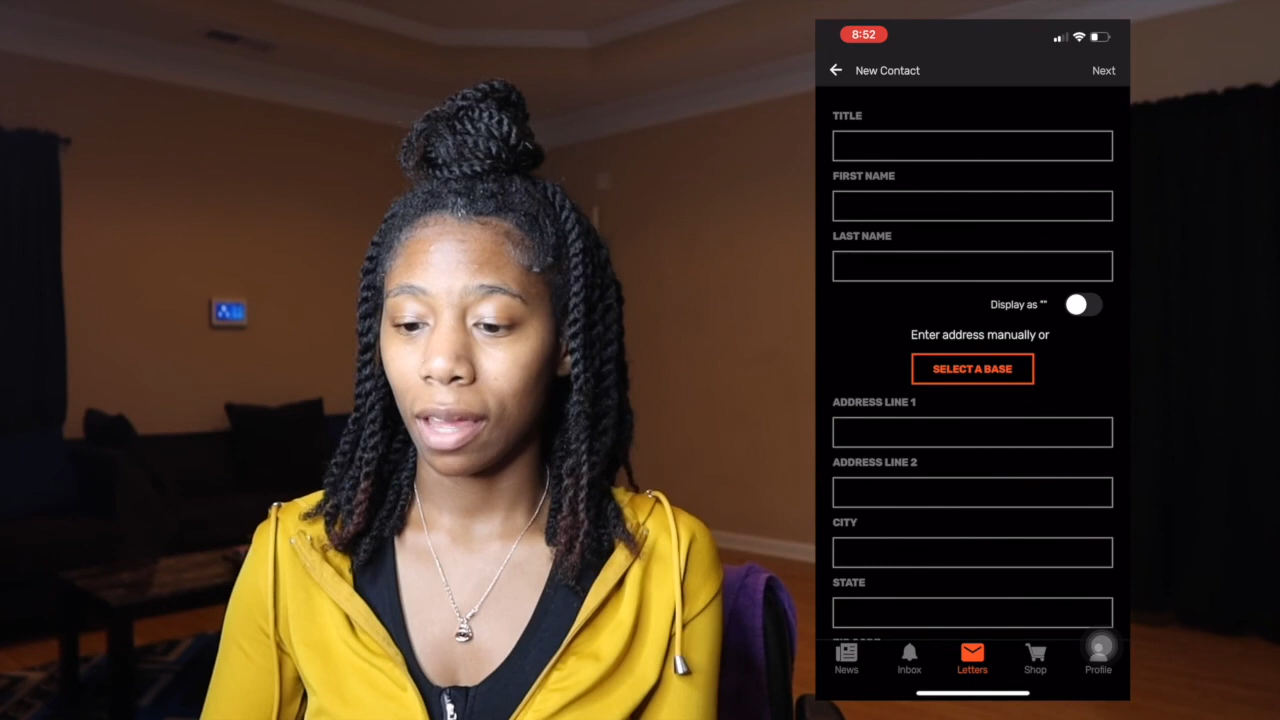 8:52
New Contact
Next
TITLE
FIRST NAME
LAST NAME
Display as ""
Enter address manually or
SELECT A BASE
ADDRESS LINE 1
ADDRESS LINE 2
CITY
STATE
News
Inbox
Letters
Shop
Profile